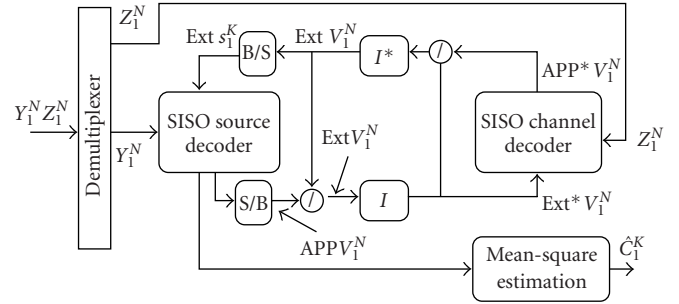 Z_1^N
Ext s_1^K
B/S
Ext V_1^N
I*
/
APP* V_1^N
Y_1^N Z_1^N
Demultiplexer
Y_1^N
SISO source
decoder
Ext V_1^N
SISO channel
decoder
Z_1^N
S/B
/
I
Ext* V_1^N
APP V_1^N
Mean-square
estimation
Ĉ_1^K